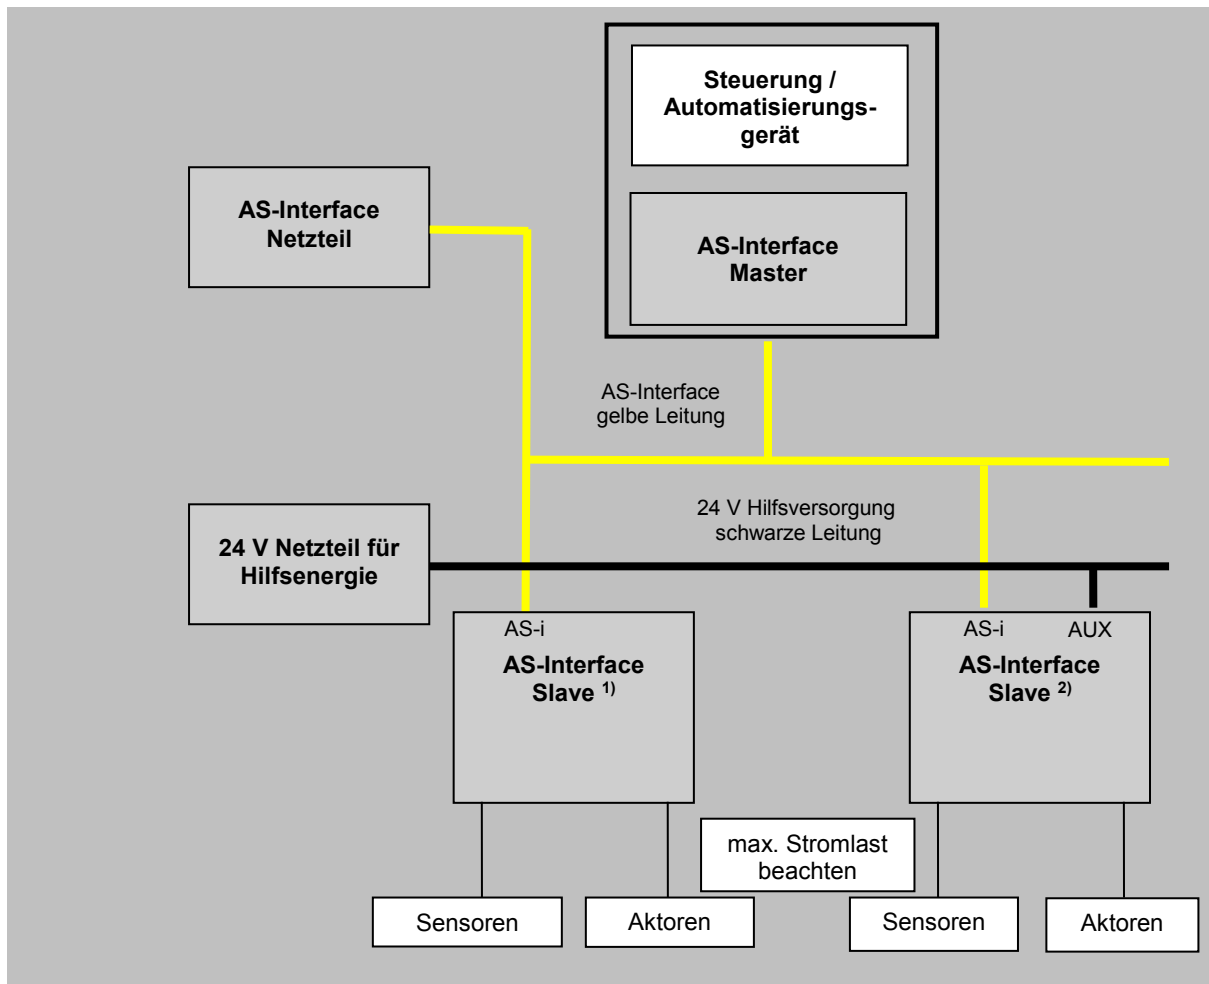 Steuerung /
Automatisierungs-
gerät
AS-Interface
Netzteil
AS-Interface
Master
AS-Interface
gelbe Leitung
24 V Hilfsversorgung
schwarze Leitung
24 V Netzteil für
Hilfsenergie
AS-i
AS-Interface
Slave 1)
AS-i AUX
AS-Interface
Slave 2)
max. Stromlast
beachten
Sensoren
Aktoren
Sensoren
Aktoren